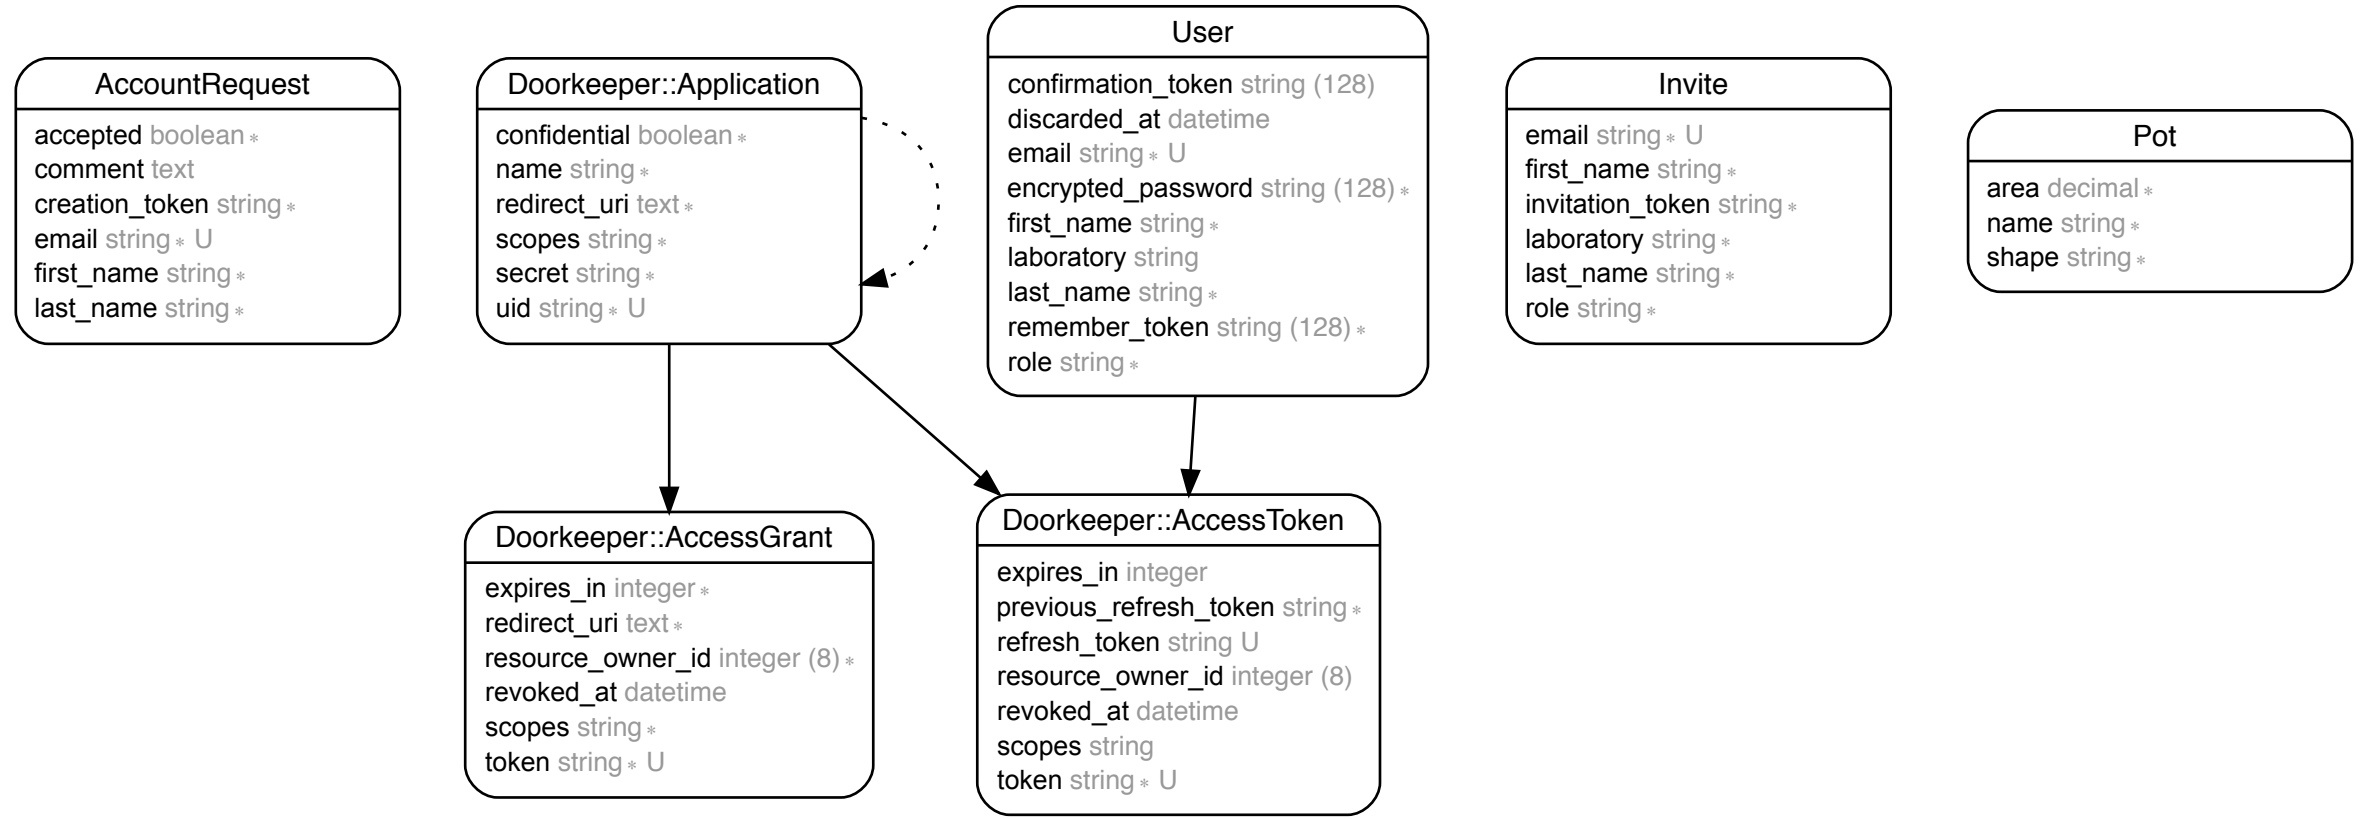 AccountRequest
accepted boolean *
comment text
creation_token string *
email string * U
first_name string *
last_name string *
Doorkeeper::Application
confidential boolean *
name string *
redirect_uri text *
scopes string *
secret string *
uid string * U
User
confirmation_token string (128)
discarded_at datetime
email string * U
encrypted_password string (128) *
first_name string *
laboratory string
last_name string *
remember_token string (128) *
role string *
Invite
email string * U
first_name string *
invitation_token string *
laboratory string *
last_name string *
role string *
Pot
area decimal *
name string *
shape string *
Doorkeeper::AccessGrant
expires_in integer *
redirect_uri text *
resource_owner_id integer (8) *
revoked_at datetime
scopes string *
token string * U
Doorkeeper::AccessToken
expires_in integer
previous_refresh_token string *
refresh_token string U
resource_owner_id integer (8)
revoked_at datetime
scopes string
token string * U